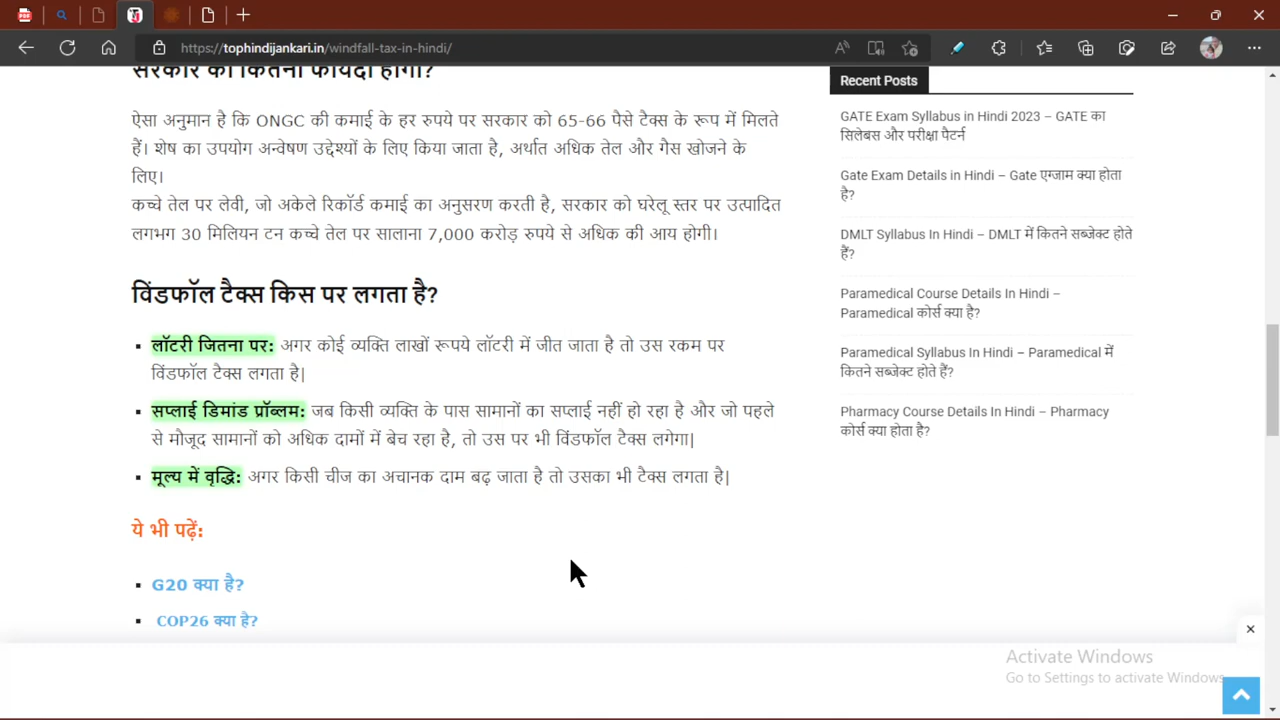 https://tophindijankari.in/windfall-tax-in-hindi/
सरकार को कितना फायदा होगा?
ऐसा अनुमान है कि ONGC की कमाई के हर रुपये पर सरकार को 65-66 पैसे टैक्स के रूप में मिलते
हैं। शेष का उपयोग अन्वेषण उद्देश्यों के लिए किया जाता है, अर्थात अधिक तेल और गैस खोजने के
लिए।
कच्चे तेल पर लेवी, जो अकेले रिकॉर्ड कमाई का अनुसरण करती है, सरकार को घरेलू स्तर पर उत्पादित
लगभग 30 मिलियन टन कच्चे तेल पर सालाना 7,000 करोड़ रुपये से अधिक की आय होगी।
विंडफॉल टैक्स किस पर लगता है?
▪ लॉटरी जितना पर: अगर कोई व्यक्ति लाखों रूपये लॉटरी में जीत जाता है तो उस रकम पर
विंडफॉल टैक्स लगता है|
▪ सप्लाई डिमांड प्रॉब्लम: जब किसी व्यक्ति के पास सामानों का सप्लाई नहीं हो रहा है और जो पहले
से मौजूद सामानों को अधिक दामों में बेच रहा है, तो उस पर भी विंडफॉल टैक्स लगेगा|
▪ मूल्य में वृद्धि: अगर किसी चीज का अचानक दाम बढ़ जाता है तो उसका भी टैक्स लगता है|
ये भी पढ़ें:
▪ G20 क्या है?
▪ COP26 क्या है?
Recent Posts
GATE Exam Syllabus in Hindi 2023 – GATE का
सिलेबस और परीक्षा पैटर्न
Gate Exam Details in Hindi – Gate एग्जाम क्या होता
है?
DMLT Syllabus In Hindi – DMLT में कितने सब्जेक्ट होते
हैं?
Paramedical Course Details In Hindi –
Paramedical कोर्स क्या है?
Paramedical Syllabus In Hindi – Paramedical में
कितने सब्जेक्ट होते हैं?
Pharmacy Course Details In Hindi – Pharmacy
कोर्स क्या होता है?
Activate Windows
Go to Settings to activate Windows.